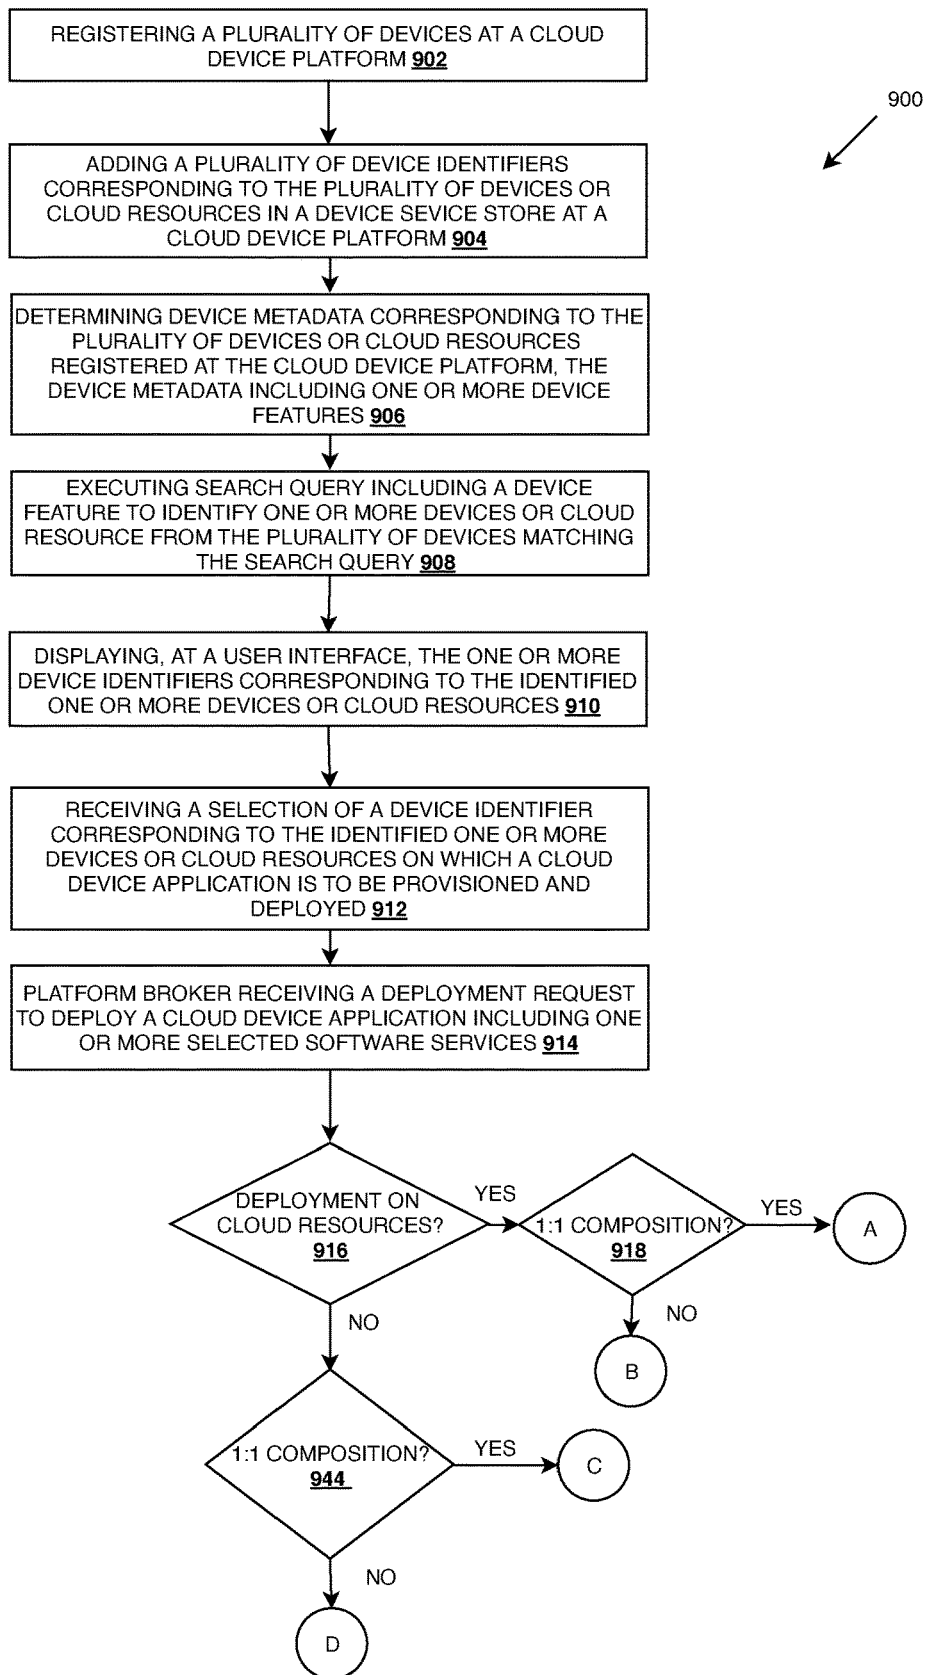 REGISTERING A PLURALITY OF DEVICES AT A CLOUD
DEVICE PLATFORM 902
900
ADDING A PLURALITY OF DEVICE IDENTIFIERS
CORRESPONDING TO THE PLURALITY OF DEVICES OR
CLOUD RESOURCES IN A DEVICE SEVICE STORE AT A
CLOUD DEVICE PLATFORM 904
DETERMINING DEVICE METADATA CORRESPONDING TO THE
PLURALITY OF DEVICES OR CLOUD RESOURCES
REGISTERED AT THE CLOUD DEVICE PLATFORM, THE
DEVICE METADATA INCLUDING ONE OR MORE DEVICE
FEATURES 906
EXECUTING SEARCH QUERY INCLUDING A DEVICE
FEATURE TO IDENTIFY ONE OR MORE DEVICES OR CLOUD
RESOURCE FROM THE PLURALITY OF DEVICES MATCHING
THE SEARCH QUERY 908
DISPLAYING, AT A USER INTERFACE, THE ONE OR MORE
DEVICE IDENTIFIERS CORRESPONDING TO THE IDENTIFIED
ONE OR MORE DEVICES OR CLOUD RESOURCES 910
RECEIVING A SELECTION OF A DEVICE IDENTIFIER
CORRESPONDING TO THE IDENTIFIED ONE OR MORE
DEVICES OR CLOUD RESOURCES ON WHICH A CLOUD
DEVICE APPLICATION IS TO BE PROVISIONED AND
DEPLOYED 912
PLATFORM BROKER RECEIVING A DEPLOYMENT REQUEST
TO DEPLOY A CLOUD DEVICE APPLICATION INCLUDING ONE
OR MORE SELECTED SOFTWARE SERVICES 914
DEPLOYMENT ON
CLOUD RESOURCES?
916
YES
1:1 COMPOSITION?
918
YES
A
NO
B
NO
1:1 COMPOSITION?
944
YES
C
NO
D